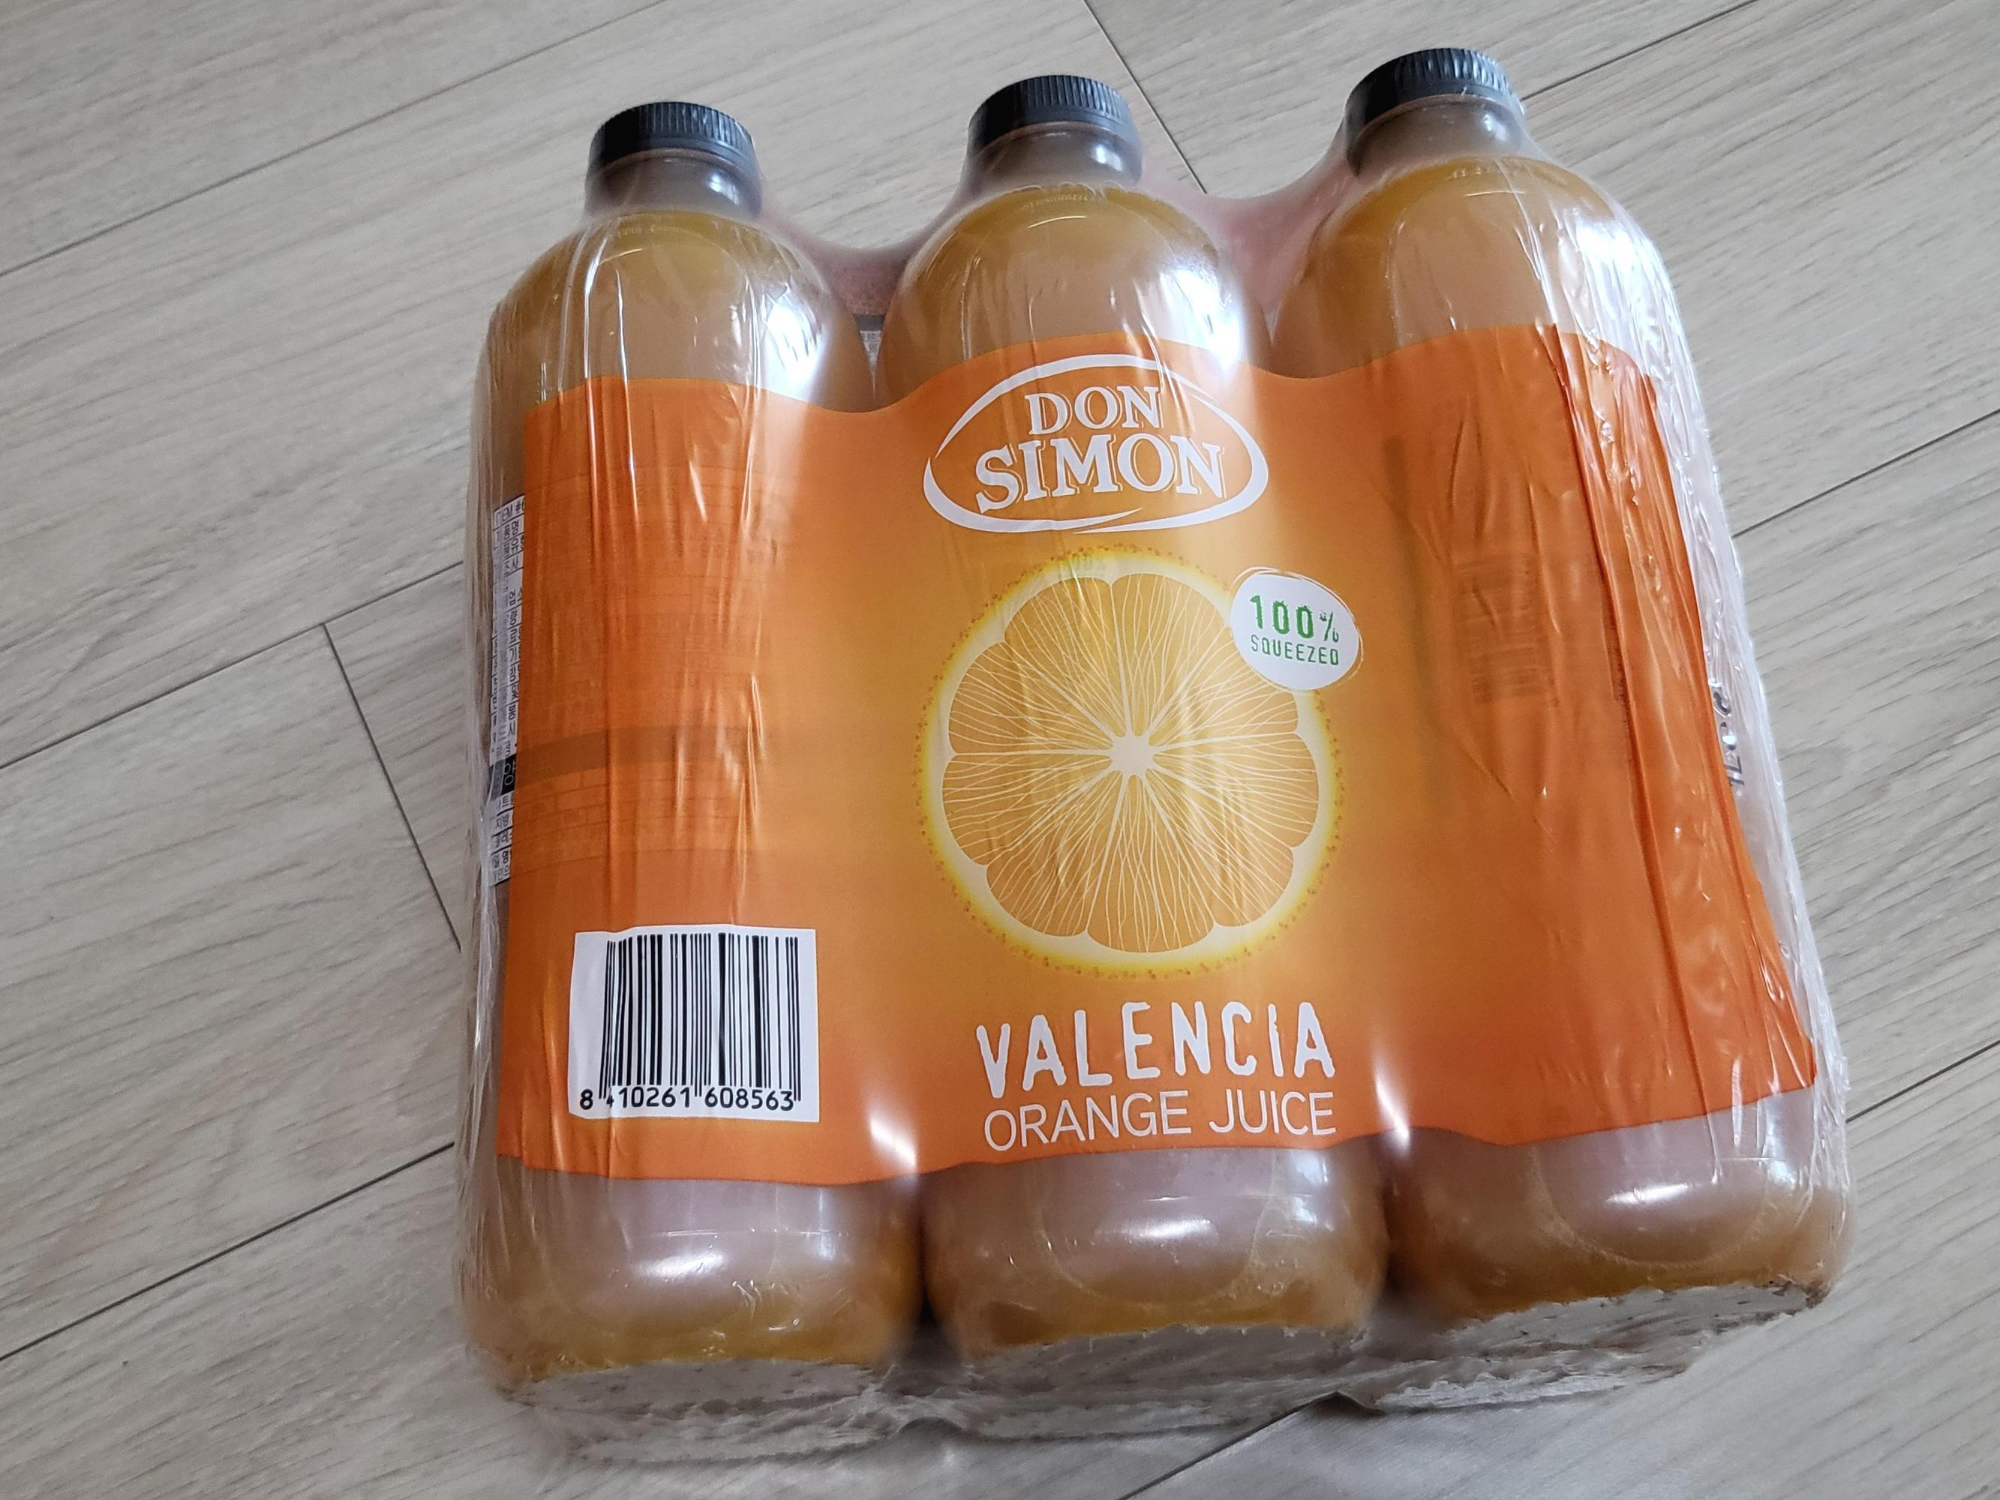 DON
SIMON
100%
SQUEEZED
VALENCIA
ORANGE JUICE
8 410261 608563